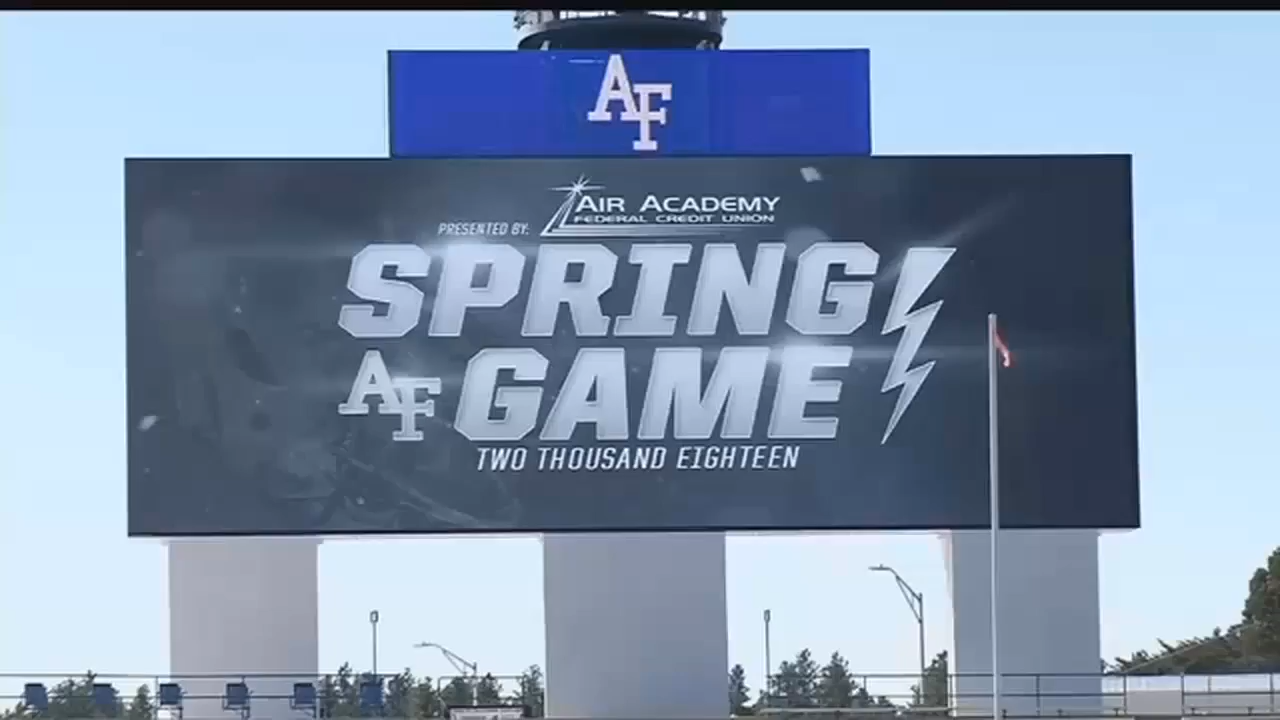 AF
AIR ACADEMY
FEDERAL CREDIT UNION
PRESENTED BY:
SPRING
AF GAME
TWO THOUSAND EIGHTEEN